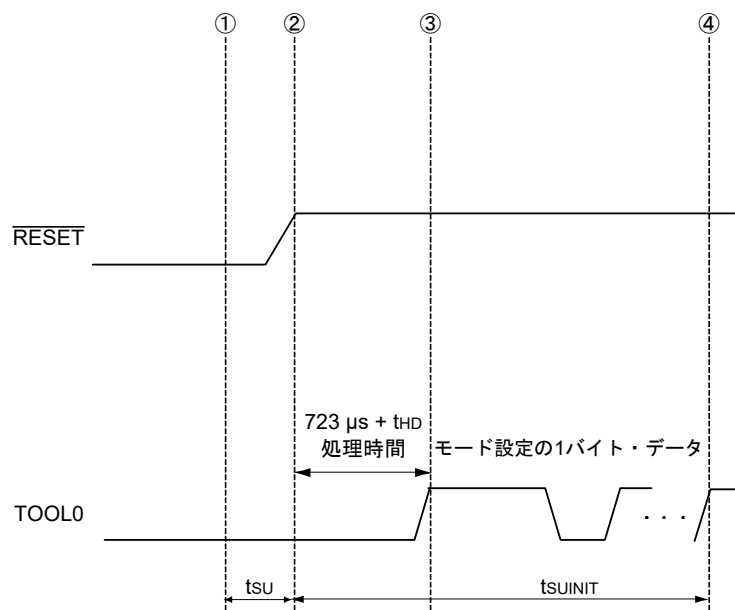 ① ② ③ ④
RESET
723 µs + tHD
処理時間 モード設定の1バイト・データ
TOOL0
. . .
tSU tSUINIT